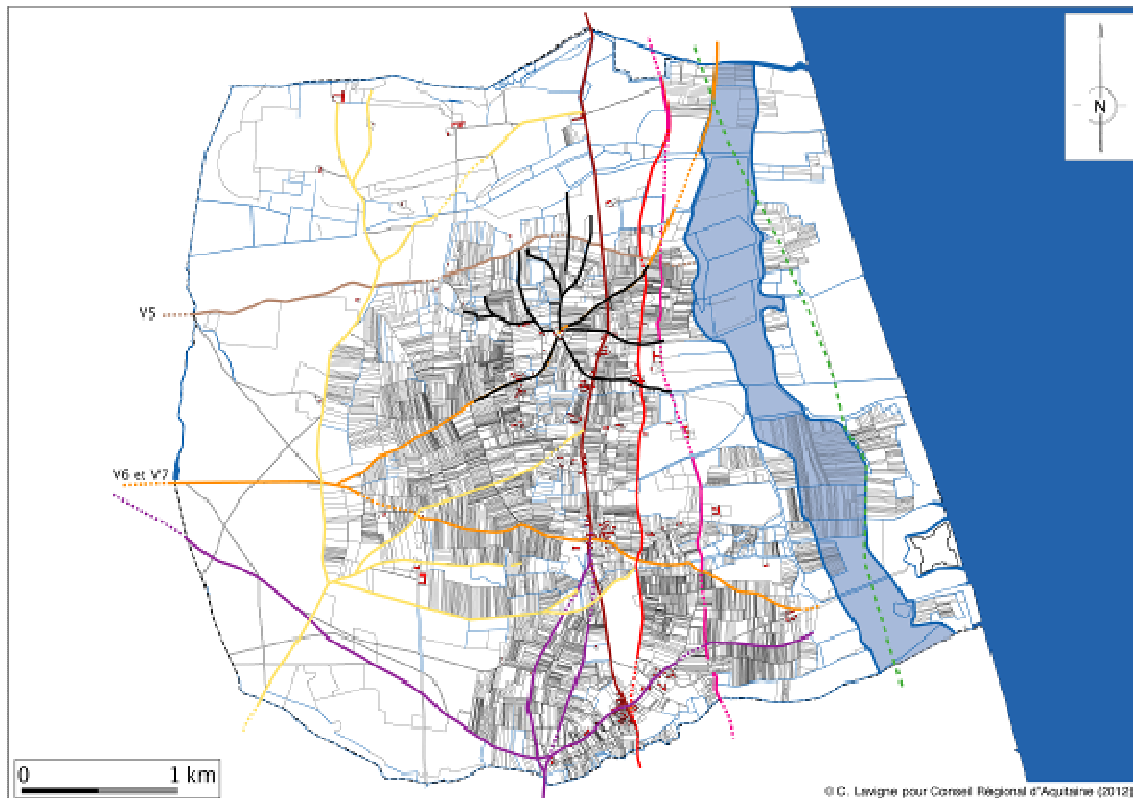 N
V5
V6 et V7
0 1 km
© C. Lavigne pour Conseil Régional d'Aquitaine (2012)